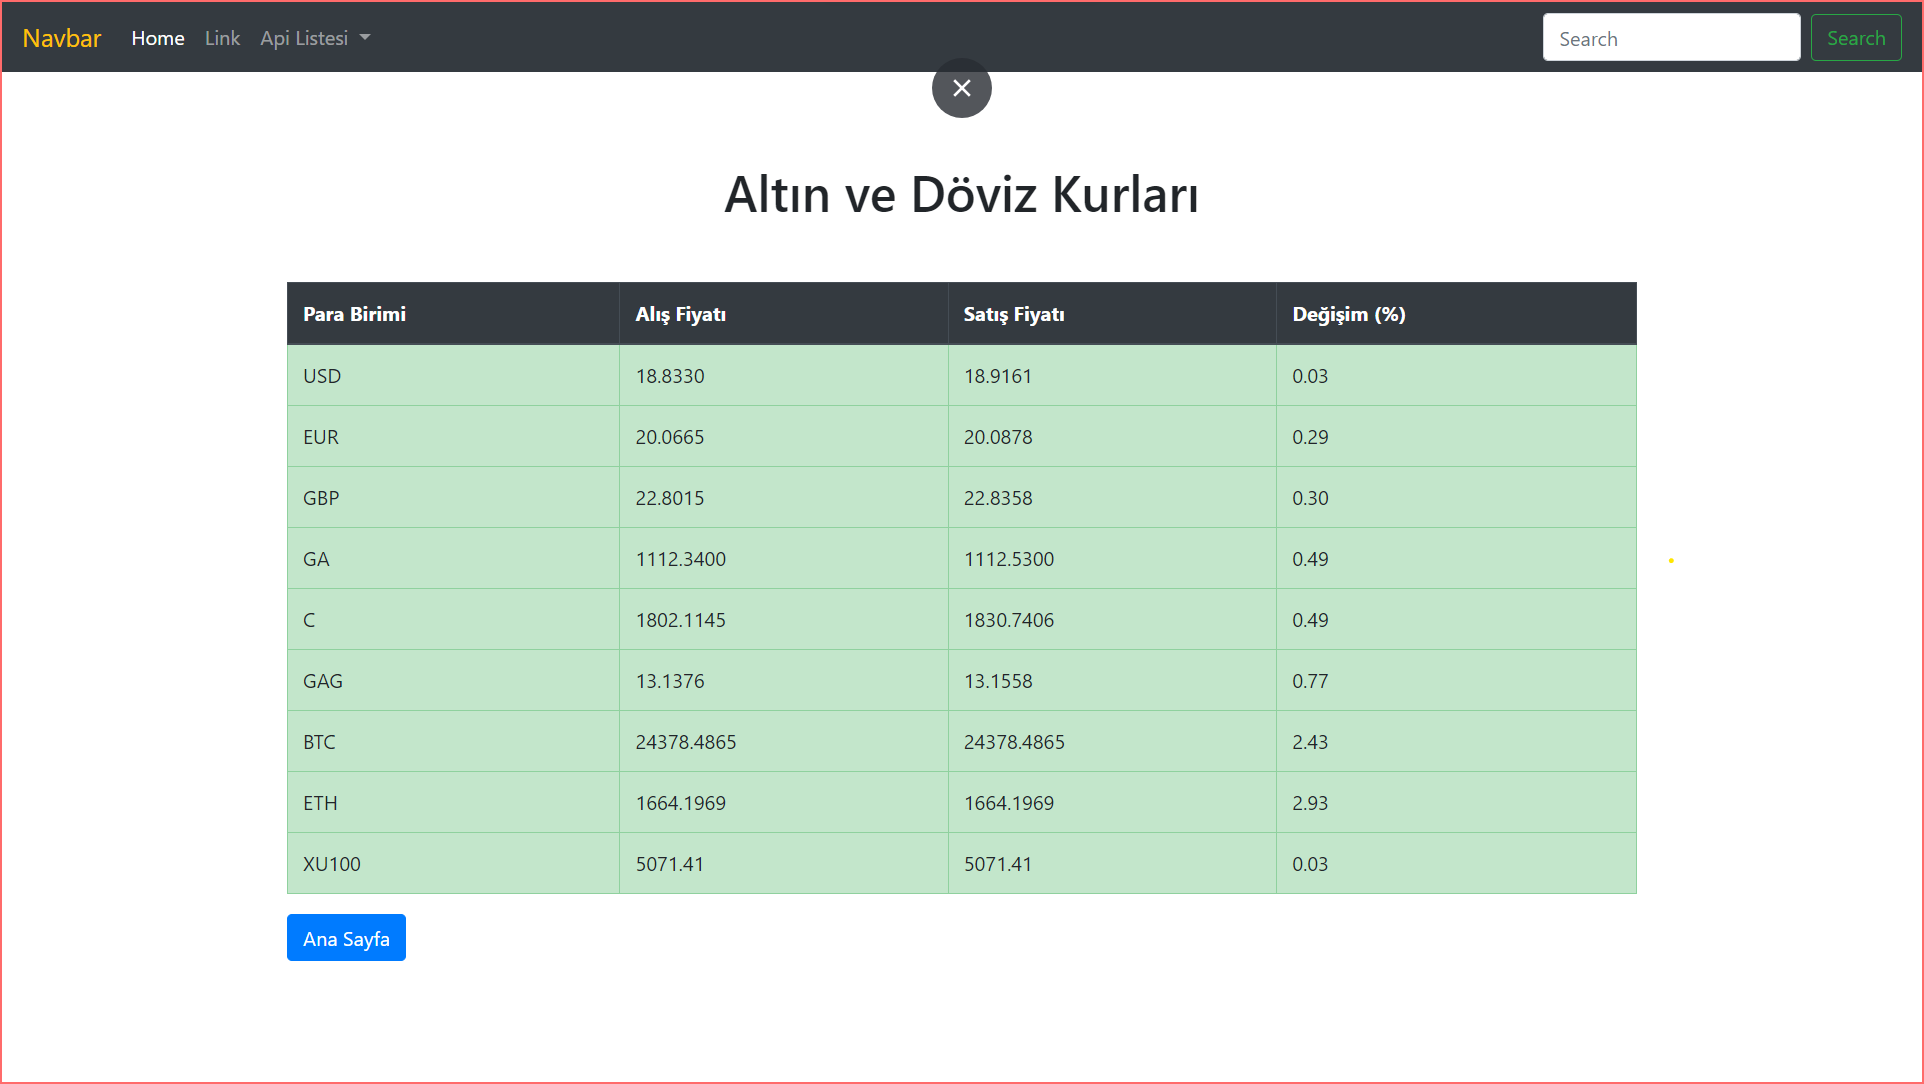 Navbar Home Link Api Listesi Search Search
Altın ve Döviz Kurları
Para Birimi Alış Fiyatı Satış Fiyatı Değişim (%)
USD 18.8330 18.9161 0.03
EUR 20.0665 20.0878 0.29
GBP 22.8015 22.8358 0.30
GA 1112.3400 1112.5300 0.49
C 1802.1145 1830.7406 0.49
GAG 13.1376 13.1558 0.77
BTC 24378.4865 24378.4865 2.43
ETH 1664.1969 1664.1969 2.93
XU100 5071.41 5071.41 0.03
Ana Sayfa